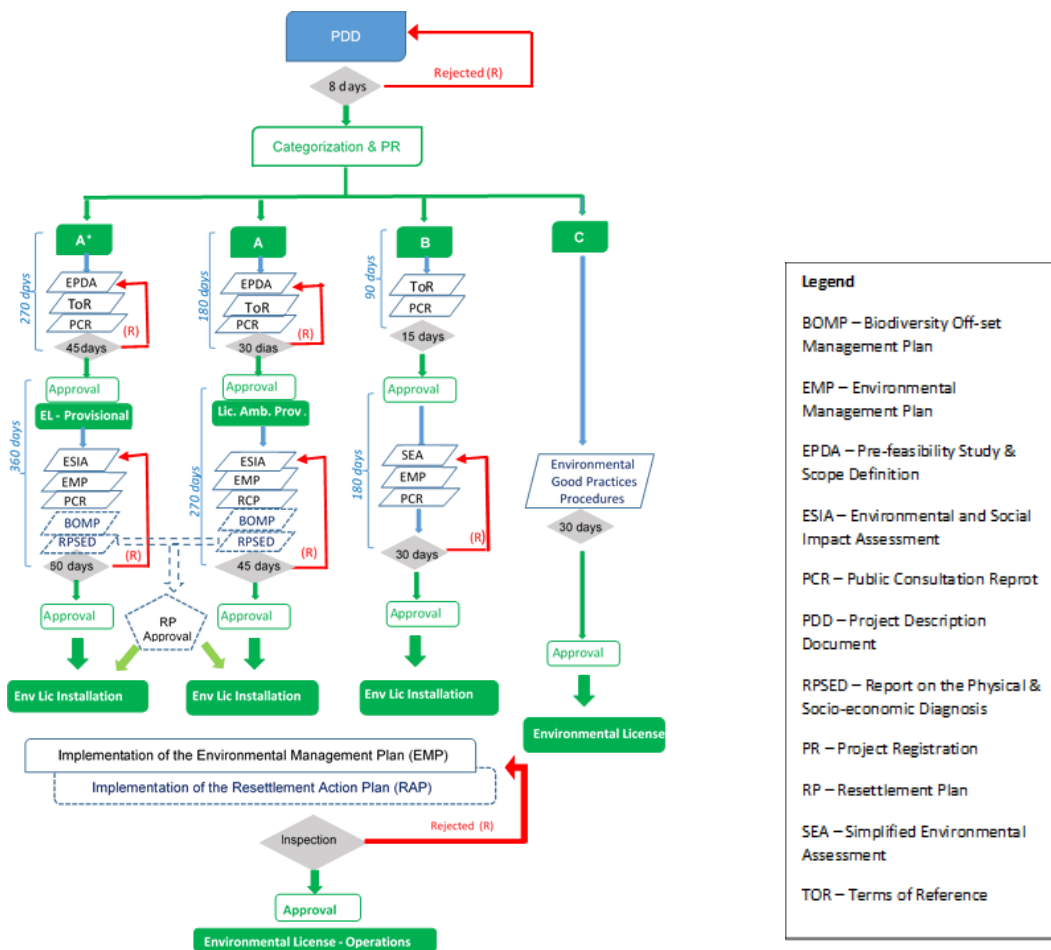 PDD
Rejected (R)
8 days
Categorization & PR
A+
A
B
C
270 days
EPDA
ToR
PCR
(R)
45days
180 days
EPDA
ToR
PCR
(R)
30 dias
90 days
ToR
PCR
15 days
Approval
EL - Provisional
Approval
Lic. Amb. Prov .
Approval
360 days
ESIA
EMP
PCR
BOMP
RPSED
(R)
60 days
270 days
ESIA
EMP
RCP
BOMP
RPSED
(R)
45 days
180 days
SEA
EMP
PCR
(R)
30 days
Environmental
Good Practices
Procedures
30 days
Approval
RP
Approval
Approval
Approval
Approval
Env Lic Installation
Env Lic Installation
Env Lic Installation
Environmental License
Implementation of the Environmental Management Plan (EMP)
Implementation of the Resettlement Action Plan (RAP)
Rejected (R)
Inspection
Approval
Environmental License - Operations
Legend
BOMP – Biodiversity Off-set
Management Plan
EMP – Environmental
Management Plan
EPDA – Pre-feasibility Study &
Scope Definition
ESIA – Environmental and Social
Impact Assessment
PCR – Public Consultation Reprot
PDD – Project Description
Document
RPSED – Report on the Physical &
Socio-economic Diagnosis
PR – Project Registration
RP – Resettlement Plan
SEA – Simplified Environmental
Assessment
TOR – Terms of Reference